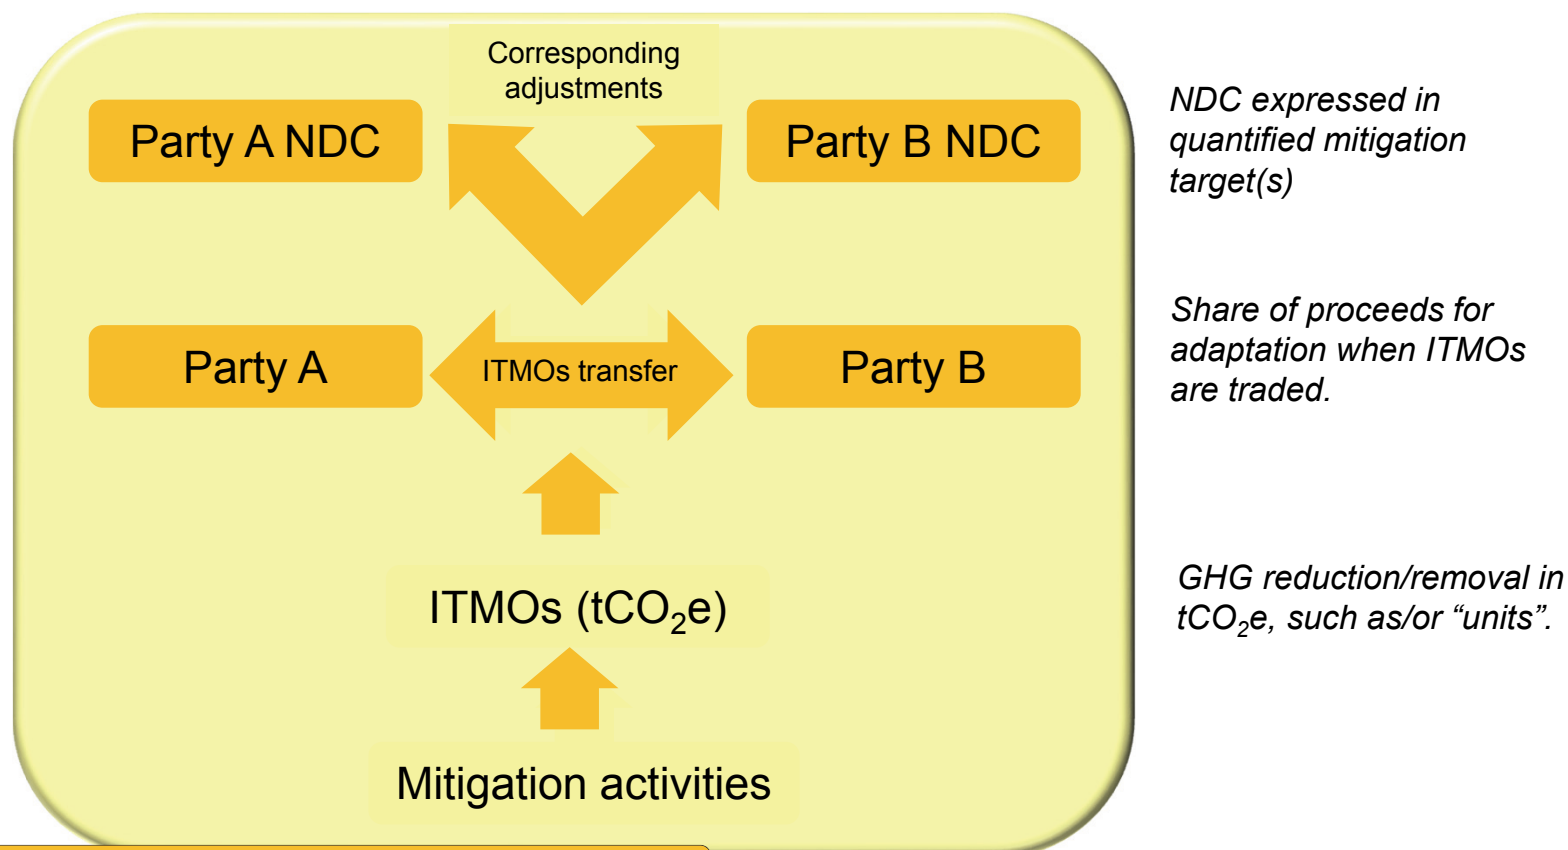 Corresponding
adjustments
Party A NDC
Party B NDC
NDC expressed in
quantified mitigation
target(s)
Party A
ITMOs transfer
Party B
Share of proceeds for
adaptation when ITMOs
are traded.
ITMOs (tCO₂e)
GHG reduction/removal in
tCO₂e, such as/or “units”.
Mitigation activities